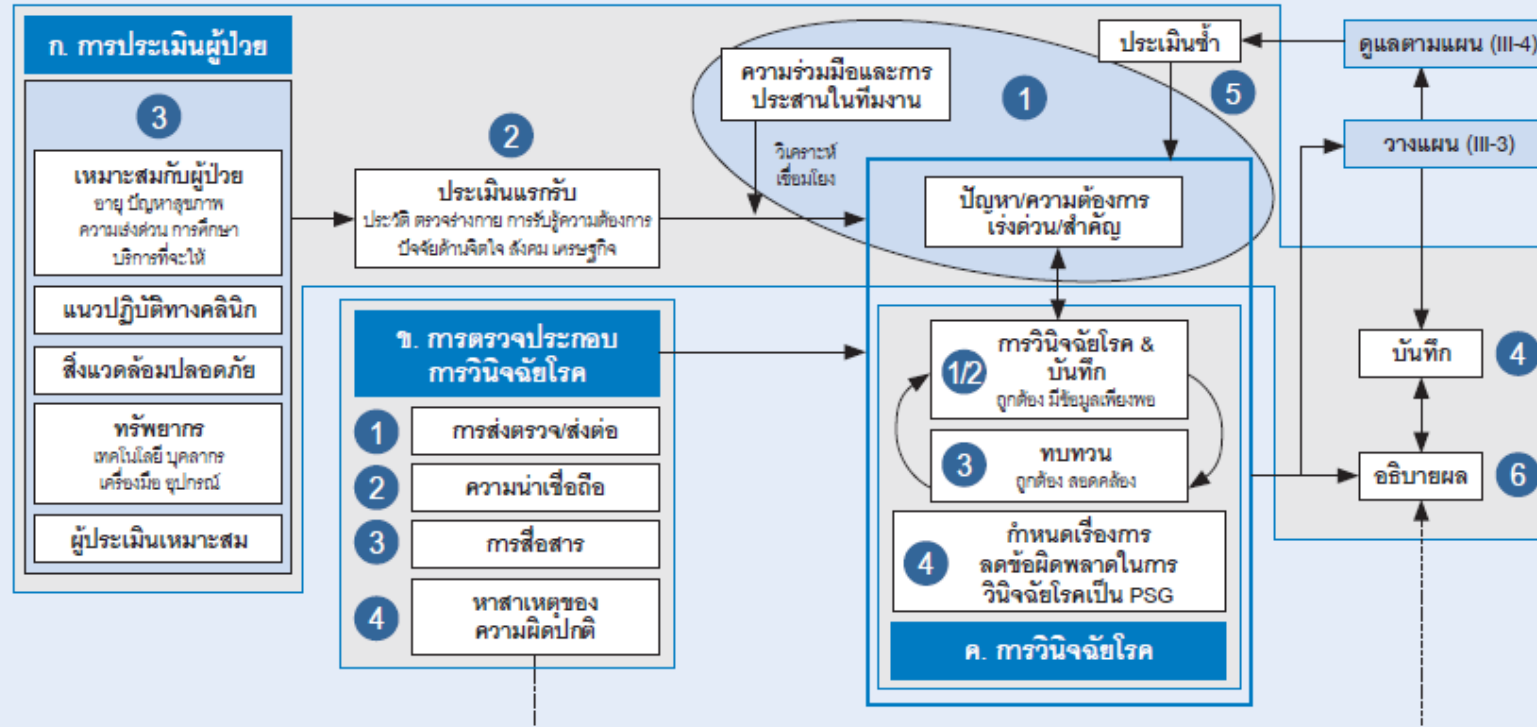 ก. การประเมินผู้ป่วย
3
เหมาะสมกับผู้ป่วย
อายุ ปัญหาสุขภาพ
ความเร่งด่วน การศึกษา
บริการที่จะให้
แนวปฏิบัติทางคลินิก
สิ่งแวดล้อมปลอดภัย
ทรัพยากร
เทคโนโลยี บุคลากร
เครื่องมือ อุปกรณ์
ผู้ประเมินเหมาะสม
2
ประเมินแรกรับ
ประวัติ ตรวจร่างกาย การรับรู้ความต้องการ
ปัจจัยด้านจิตใจ สังคม เศรษฐกิจ
ความร่วมมือและการ
ประสานในทีมงาน
1
วิเคราะห์
เชื่อมโยง
ประเมินซ้ำ
5
ปัญหา/ความต้องการ
เร่งด่วน/สำคัญ
ดูแลตามแผน (III-4)
วางแผน (III-3)
ข. การตรวจประกอบ
การวินิจฉัยโรค
1
การส่งตรวจ/ส่งต่อ
2
ความน่าเชื่อถือ
3
การสื่อสาร
4
หาสาเหตุของ
ความผิดปกติ
1/2
การวินิจฉัยโรค &
บันทึก
ถูกต้อง มีข้อมูลเพียงพอ
3
ทบทวน
ถูกต้อง สอดคล้อง
4
กำหนดเรื่องการ
ลดข้อผิดพลาดในการ
วินิจฉัยโรคเป็น PSG
ค. การวินิจฉัยโรค
บันทึก
4
อธิบายผล
6